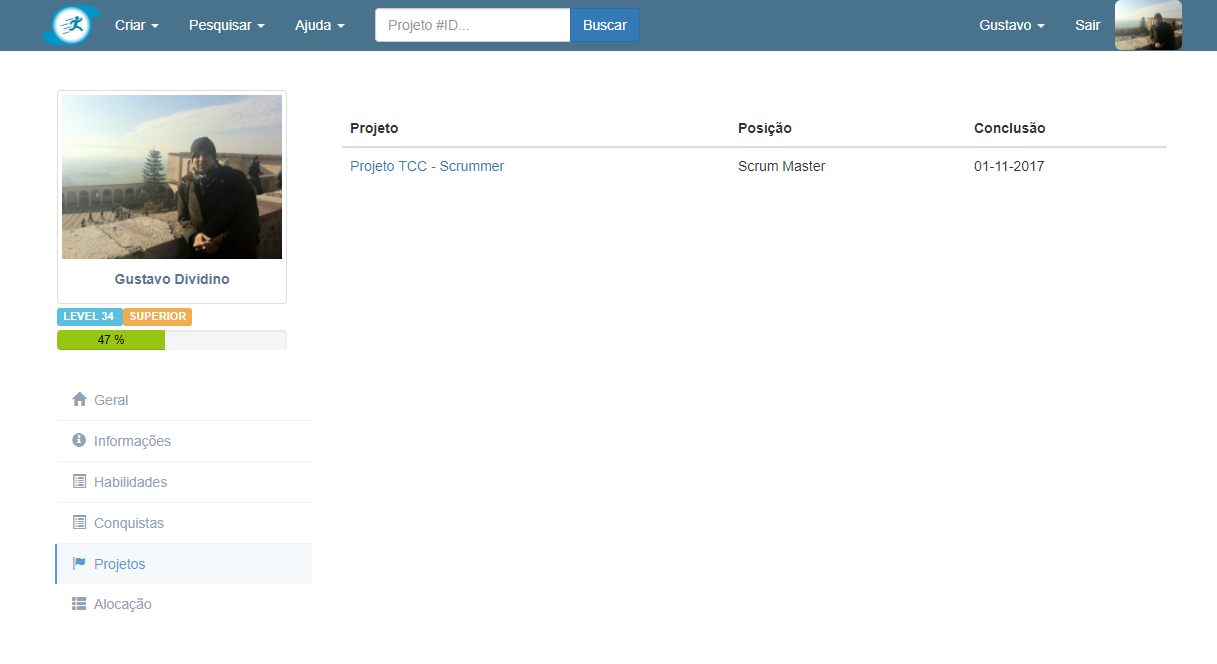 Criar Pesquisar Ajuda Projeto #ID... Buscar Gustavo Sair
Projeto Posição Conclusão
Projeto TCC - Scrummer Scrum Master 01-11-2017
Gustavo Dividino
LEVEL 34 SUPERIOR
47 %
Geral
Informações
Habilidades
Conquistas
Projetos
Alocação